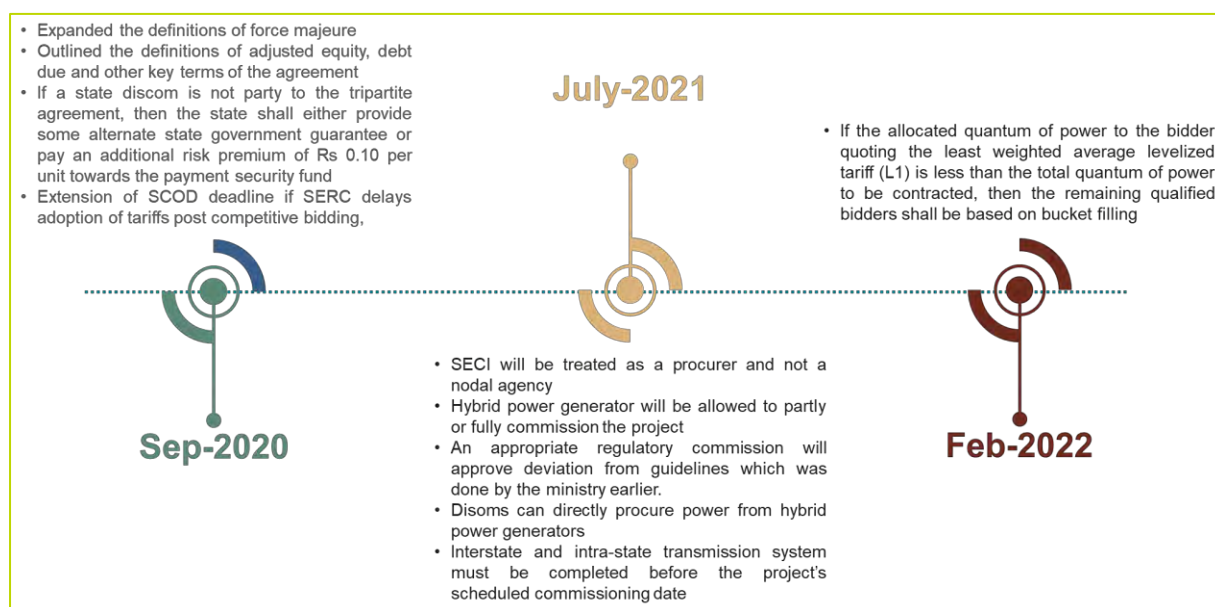 • Expanded the definitions of force majeure
• Outlined the definitions of adjusted equity, debt
due and other key terms of the agreement
• If a state discom is not party to the tripartite
agreement, then the state shall either provide
some alternate state government guarantee or
pay an additional risk premium of Rs 0.10 per
unit towards the payment security fund
• Extension of SCOD deadline if SERC delays
adoption of tariffs post competitive bidding,
Sep-2020
July-2021
• SECI will be treated as a procurer and not a
nodal agency
• Hybrid power generator will be allowed to partly
or fully commission the project
• An appropriate regulatory commission will
approve deviation from guidelines which was
done by the ministry earlier.
• Disoms can directly procure power from hybrid
power generators
• Interstate and intra-state transmission system
must be completed before the project's
scheduled commissioning date
• If the allocated quantum of power to the bidder
quoting the least weighted average levelized
tariff (L1) is less than the total quantum of power
to be contracted, then the remaining qualified
bidders shall be based on bucket filling
Feb-2022